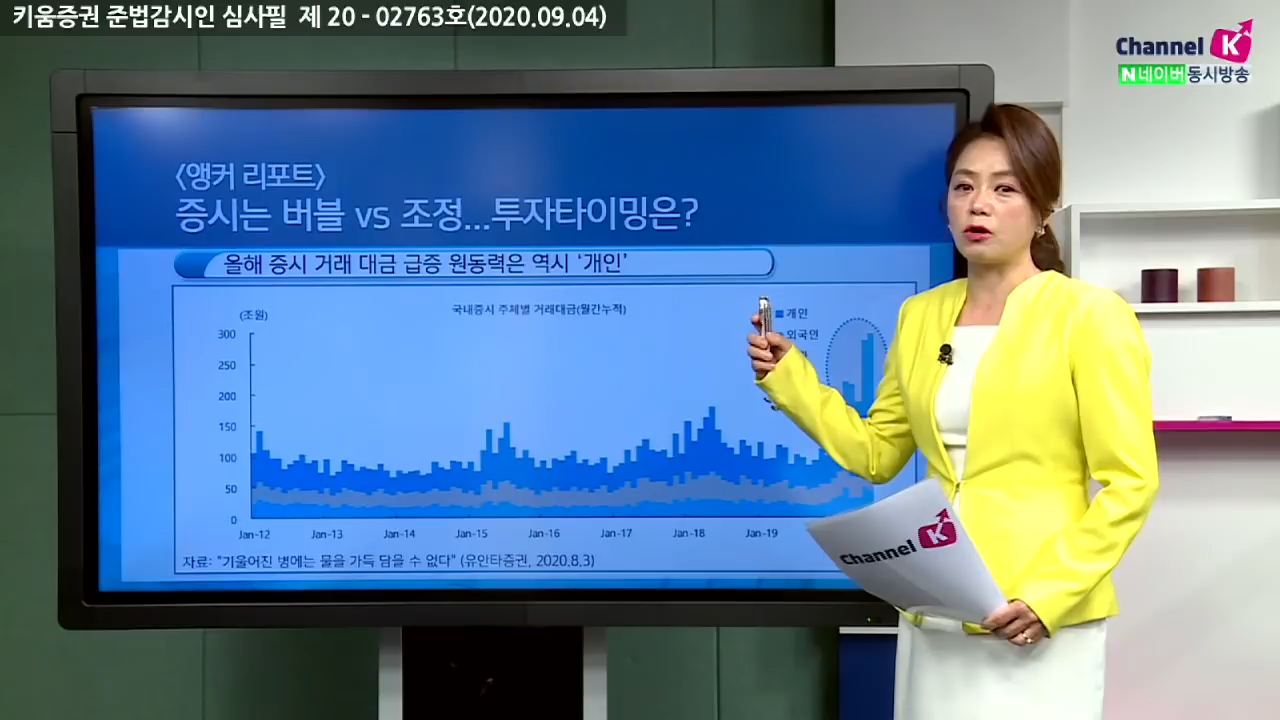 키움증권 준법감시인 심사필 제 20 - 02763호(2020.09.04)
Channel K
N 네이버 동시방송
<앵커 리포트>
증시는 버블 vs 조정...투자타이밍은?
올해 증시 거래 대금 급증 원동력은 역시 '개인'
(조원)
국내증시 주체별 거래대금(월간누적)
개인
외국인
300
250
200
150
100
50
0
Jan-12 Jan-13 Jan-14 Jan-15 Jan-16 Jan-17 Jan-18 Jan-19
자료: "기울어진 병에는 물을 가득 담을 수 없다" (유안타증권, 2020.8.3)
Channel K